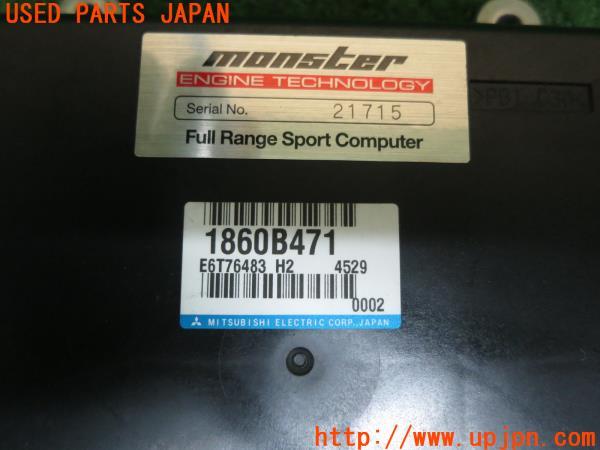 USED PARTS JAPAN
monster
ENGINE TECHNOLOGY
Serial No. 21715
Full Range Sport Computer
1860B471
E6T76483 H2 4529
0002
MITSUBISHI ELECTRIC CORP., JAPAN
URL:
http://www.upjpn.com